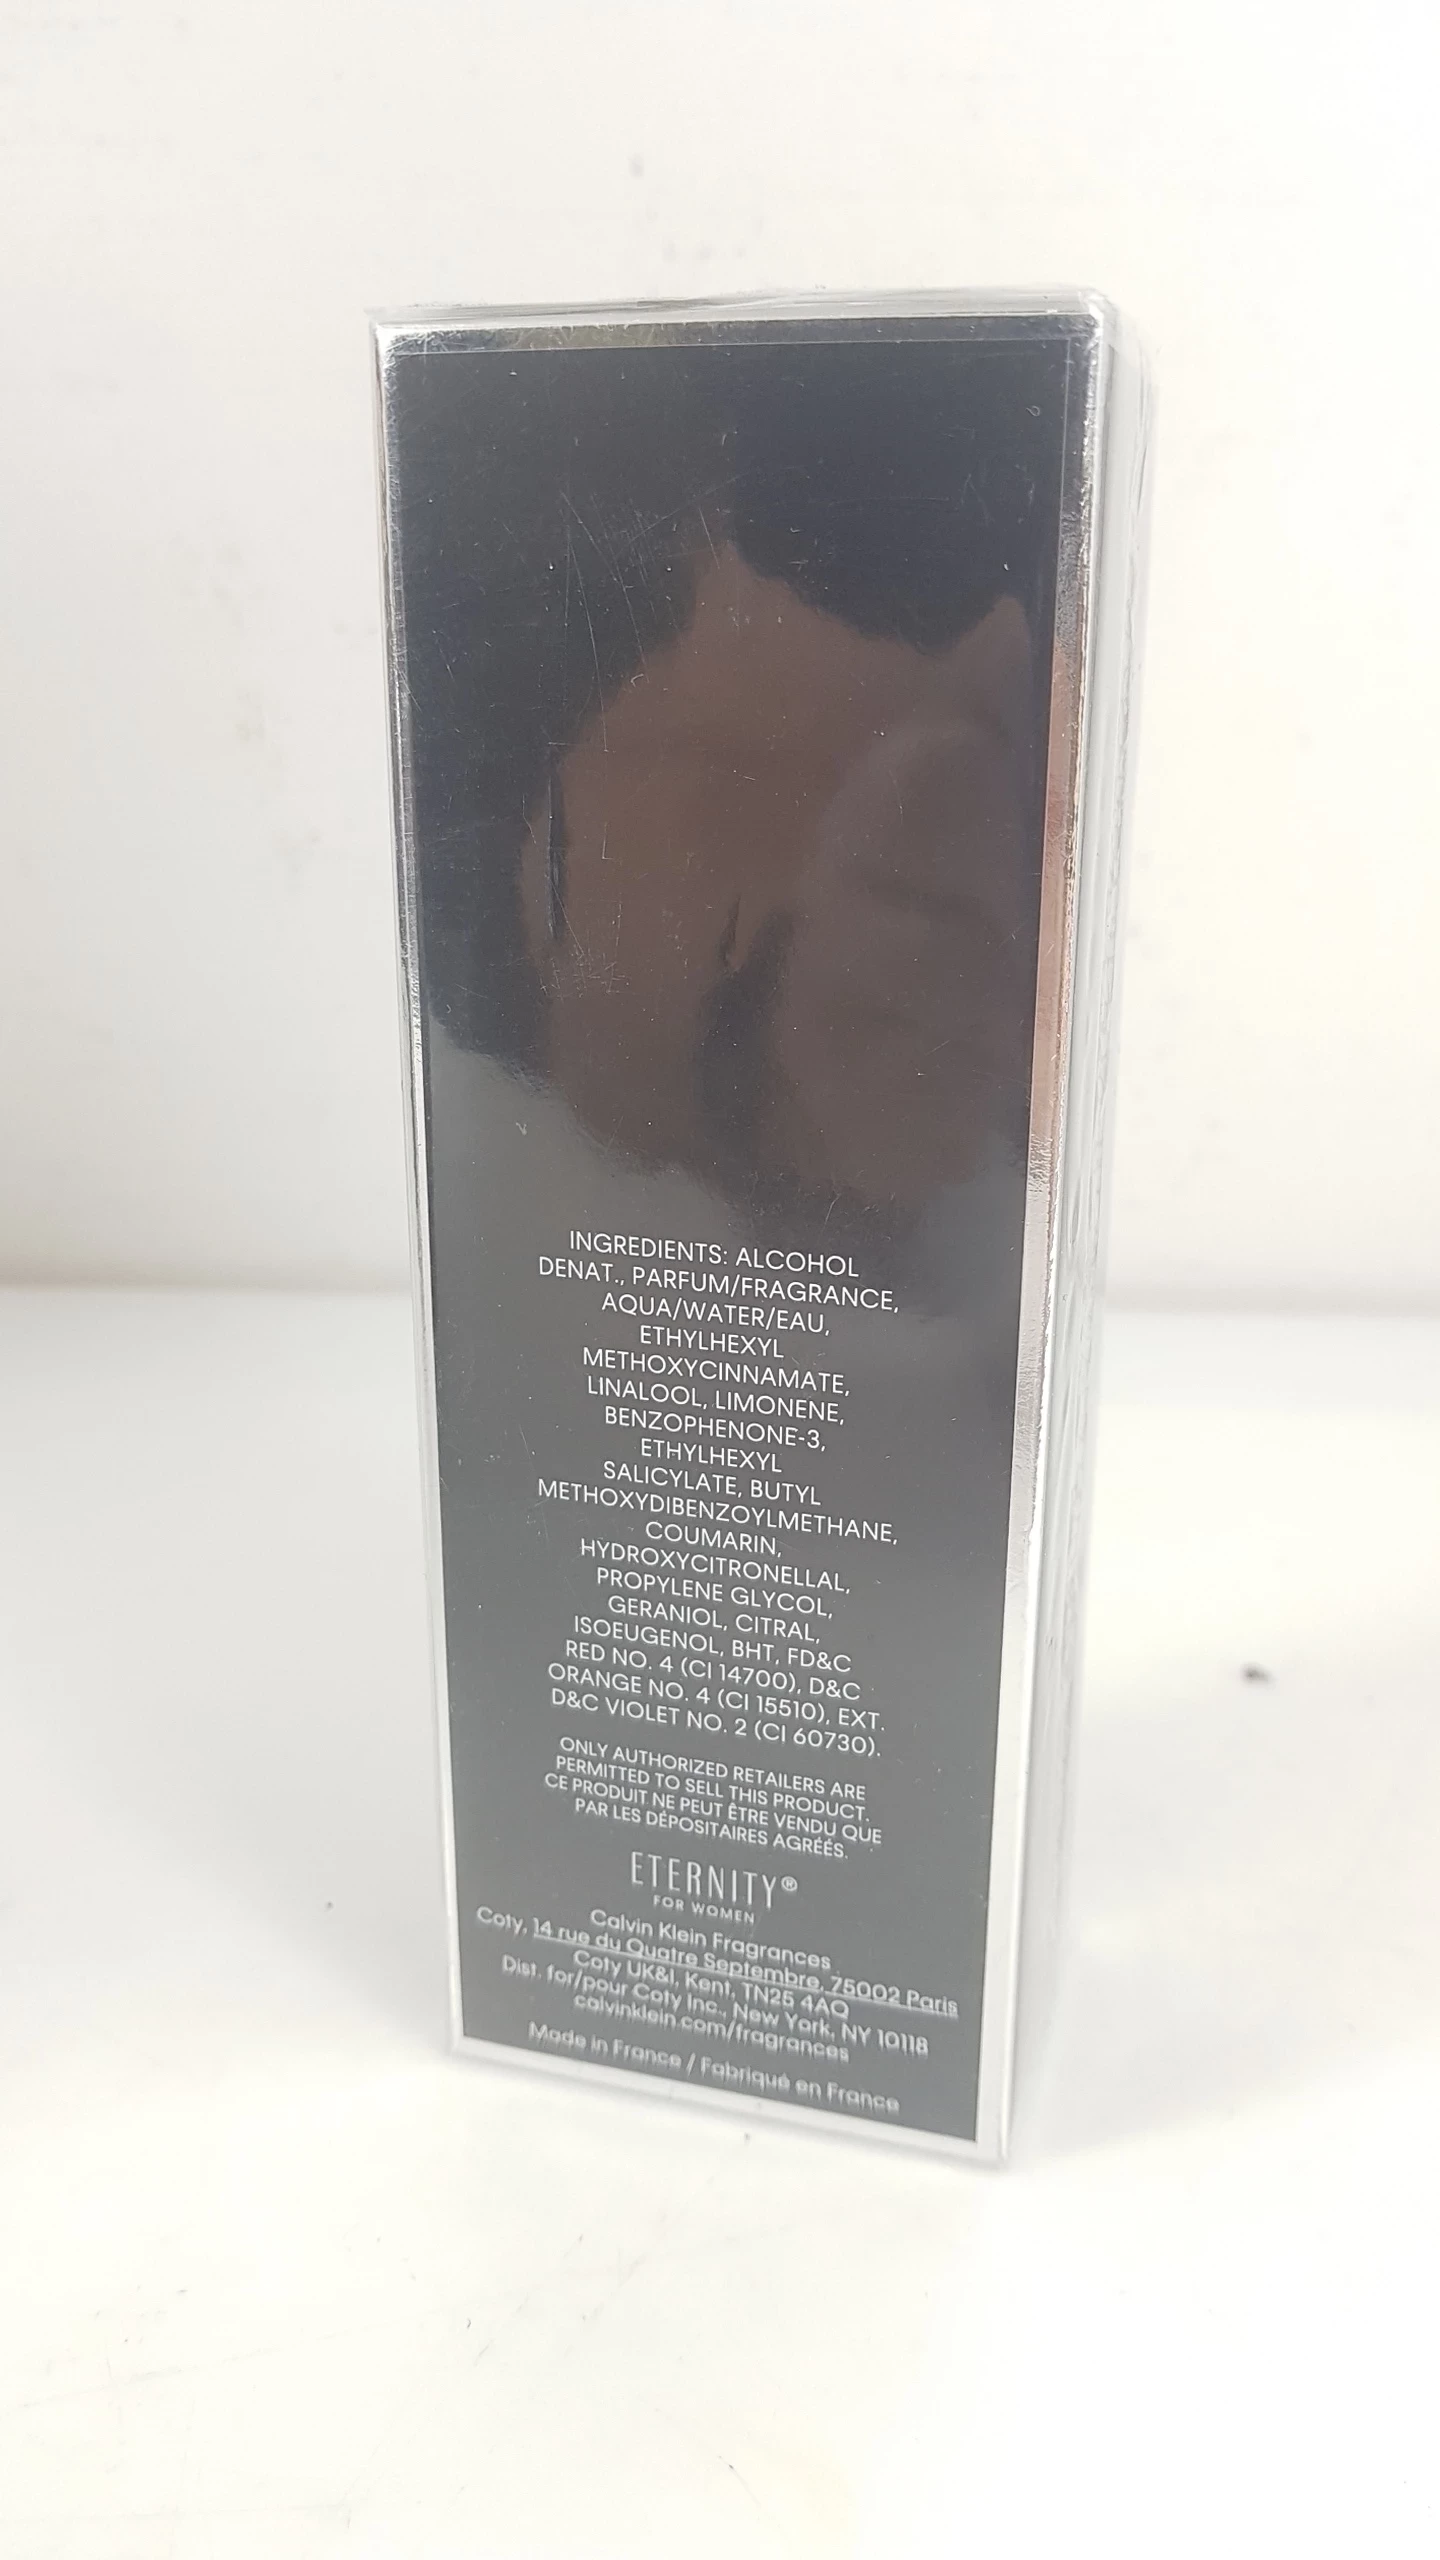 INGREDIENTS: ALCOHOL
DENAT., PARFUM/FRAGRANCE,
AQUA/WATER/EAU,
ETHYLHEXYL
METHOXYCINNAMATE,
LINALOOL, LIMONENE,
BENZOPHENONE-3,
ETHYLHEXYL
SALICYLATE, BUTYL
METHOXYDIBENZOYLMETHANE,
COUMARIN,
HYDROXYCITRONELLAL,
PROPYLENE GLYCOL,
GERANIOL, CITRAL,
ISOEUGENOL, BHT, FD&C
RED NO. 4 (CI 14700), D&C
ORANGE NO. 4 (CI 15510), EXT.
D&C VIOLET NO. 2 (CI 60730).
ONLY AUTHORIZED RETAILERS ARE
PERMITTED TO SELL THIS PRODUCT.
CE PRODUIT NE PEUT ÊTRE VENDU QUE
PAR LES DÉPOSITAIRES AGRÉÉS.
ETERNITY®
FOR WOMEN
Calvin Klein Fragrances
Coty, 14 rue du Quatre Septembre, 75002 Paris
Coty UK&I, Kent, TN25 4AQ
Dist. for/pour Coty Inc., New York, NY 10118
calvinklein.com/fragrances
Made in France / Fabriqué en France